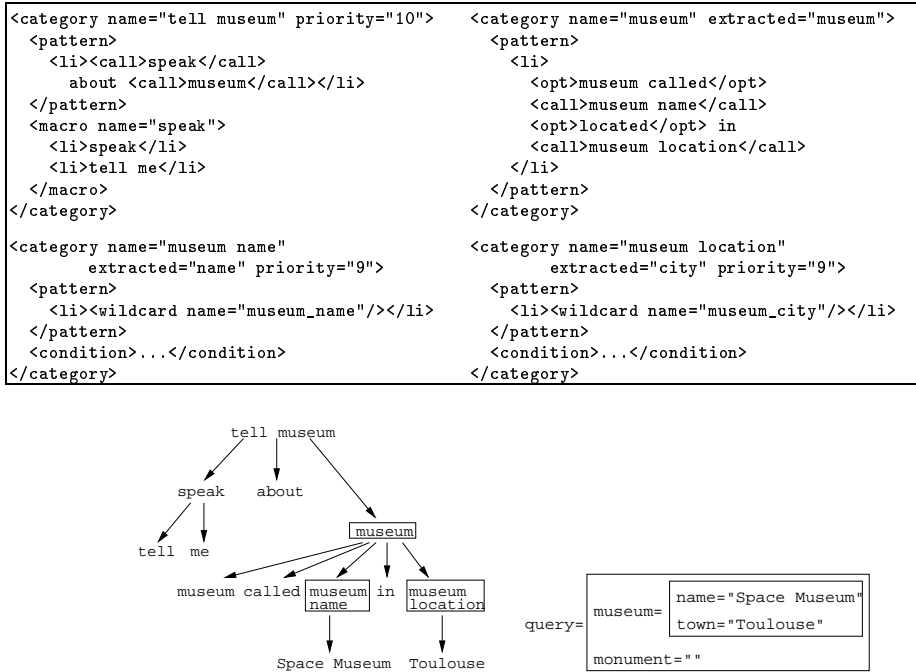 <category name="tell museum" priority="10">
  <pattern>
    <li><call>speak</call>
      about <call>museum</call></li>
  </pattern>
  <macro name="speak">
    <li>speak</li>
    <li>tell me</li>
  </macro>
</category>
<category name="museum" extracted="museum">
  <pattern>
    <li>
      <opt>museum called</opt>
      <call>museum name</call>
      <opt>located</opt> in
      <call>museum location</call>
    </li>
  </pattern>
</category>
<category name="museum name"
        extracted="name" priority="9">
  <pattern>
    <li><wildcard name="museum_name"/></li>
  </pattern>
  <condition>...</condition>
</category>
<category name="museum location"
        extracted="city" priority="9">
  <pattern>
    <li><wildcard name="museum_city"/></li>
  </pattern>
  <condition>...</condition>
</category>
tell museum
speak about
museum
tell me
museum called museum name in museum location
Space Museum Toulouse
query=
museum=
name="Space Museum"
town="Toulouse"
monument=""